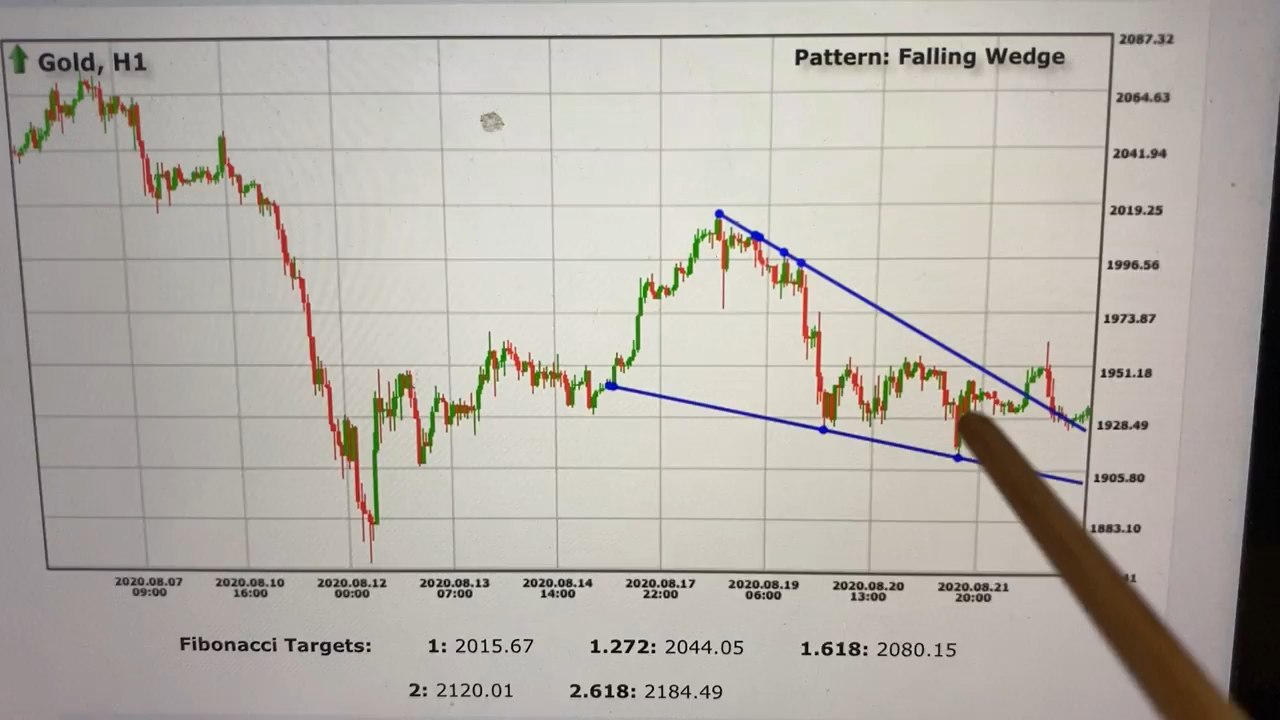 Gold, H1
Pattern: Falling Wedge
2087.32
2064.63
2041.94
2019.25
1996.56
1973.87
1951.18
1928.49
1905.80
1883.10
2020.08.07 2020.08.10 2020.08.12 2020.08.13 2020.08.14 2020.08.17 2020.08.19 2020.08.20 2020.08.21
09:00 16:00 00:00 07:00 14:00 22:00 06:00 13:00 20:00
Fibonacci Targets: 1: 2015.67 1.272: 2044.05 1.618: 2080.15
2: 2120.01 2.618: 2184.49